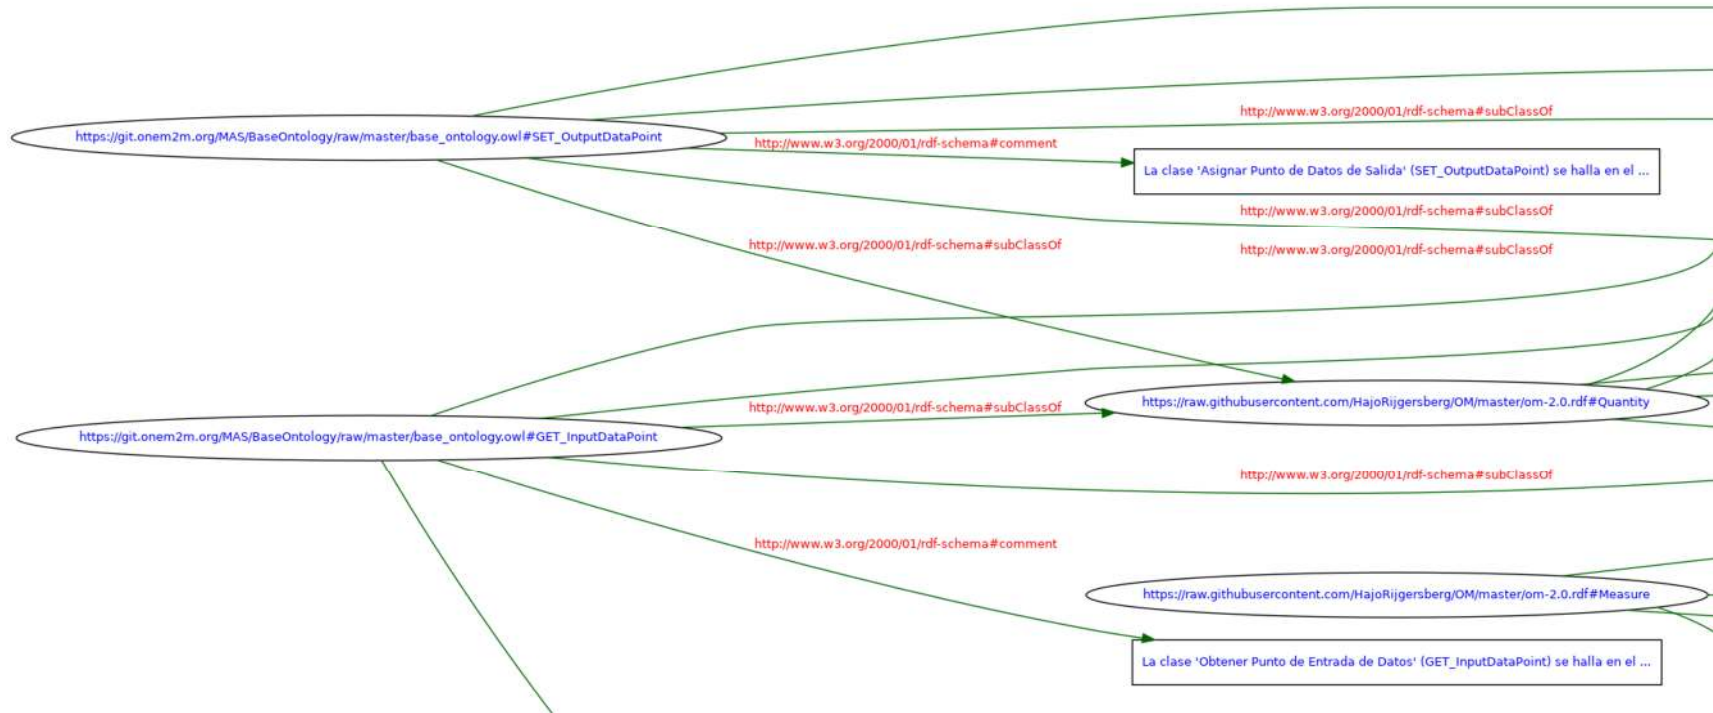 http://www.w3.org/2000/01/rdf-schema#subClassOf
https://git.onem2m.org/MAS/BaseOntology/raw/master/base_ontology.owl#SET_OutputDataPoint
http://www.w3.org/2000/01/rdf-schema#comment
La clase 'Asignar Punto de Datos de Salida' (SET_OutputDataPoint) se halla en el ...
http://www.w3.org/2000/01/rdf-schema#subClassOf
http://www.w3.org/2000/01/rdf-schema#subClassOf
http://www.w3.org/2000/01/rdf-schema#subClassOf
https://raw.githubusercontent.com/HajoRijgersberg/OM/master/om-2.0.rdf#Quantity
http://www.w3.org/2000/01/rdf-schema#subClassOf
https://git.onem2m.org/MAS/BaseOntology/raw/master/base_ontology.owl#GET_InputDataPoint
http://www.w3.org/2000/01/rdf-schema#subClassOf
http://www.w3.org/2000/01/rdf-schema#comment
https://raw.githubusercontent.com/HajoRijgersberg/OM/master/om-2.0.rdf#Measure
La clase 'Obtener Punto de Entrada de Datos' (GET_InputDataPoint) se halla en el ...